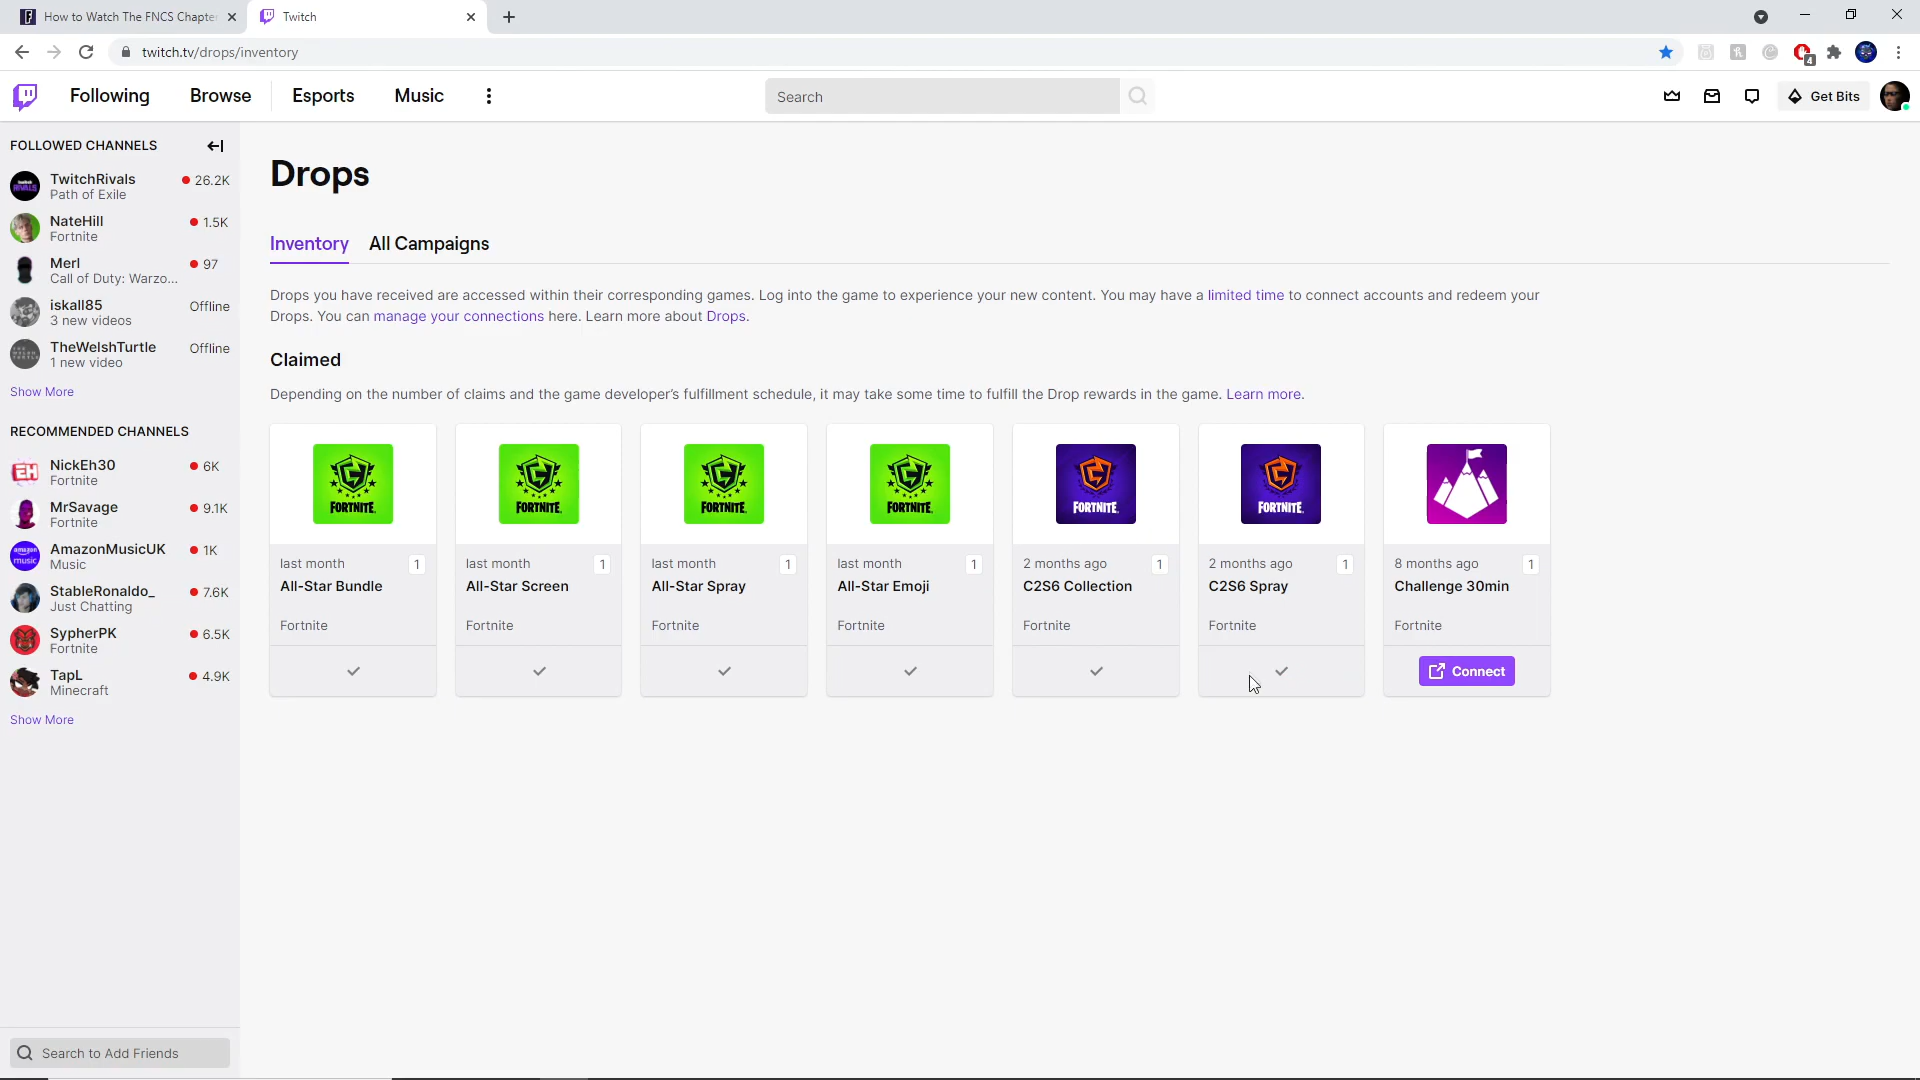 How to Watch The FNCS Chapte
Twitch
twitch.tv/drops/inventory
4
Following
Browse
Esports
Music
Search
Get Bits
FOLLOWED CHANNELS
TwitchRivals
26.2K
Path of Exile
NateHill
1.5K
Fortnite
Merl
97
Call of Duty: Warzo...
iskall85
Offline
3 new videos
TheWelshTurtle
Offline
1 new video
Show More
RECOMMENDED CHANNELS
NickEh30
6K
Fortnite
MrSavage
9.1K
Fortnite
AmazonMusicUK
1K
Music
StableRonaldo_
7.6K
Just Chatting
SypherPK
6.5K
Fortnite
TapL
4.9K
Minecraft
Show More
Search to Add Friends
Drops
Inventory
All Campaigns
Drops you have received are accessed within their corresponding games. Log into the game to experience your new content. You may have a limited time to connect accounts and redeem your
Drops. You can manage your connections here. Learn more about Drops.
Claimed
Depending on the number of claims and the game developer's fulfillment schedule, it may take some time to fulfill the Drop rewards in the game. Learn more.
FORTNITE
last month 1
All-Star Bundle
Fortnite
FORTNITE
last month 1
All-Star Screen
Fortnite
FORTNITE
last month 1
All-Star Spray
Fortnite
FORTNITE
last month 1
All-Star Emoji
Fortnite
FORTNITE
2 months ago 1
C2S6 Collection
Fortnite
FORTNITE
2 months ago 1
C2S6 Spray
Fortnite
8 months ago 1
Challenge 30min
Fortnite
Connect